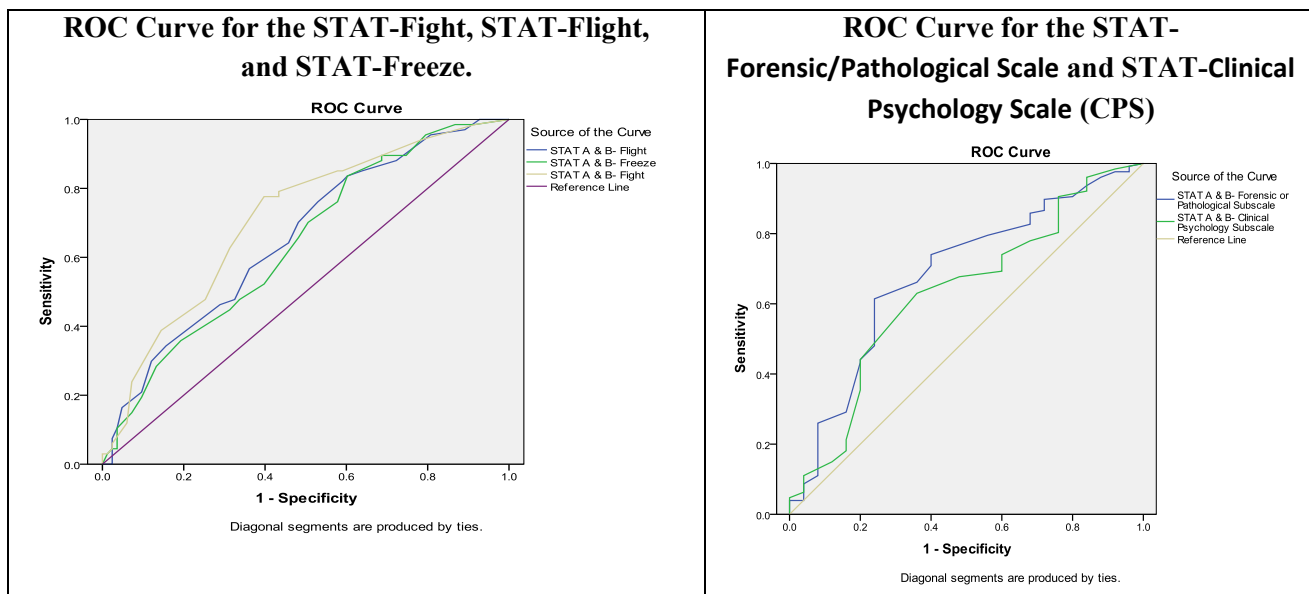 ROC Curve for the STAT-Fight, STAT-Flight,
and STAT-Freeze.
ROC Curve
Source of the Curve
STAT A & B- Flight
STAT A & B- Freeze
STAT A & B- Fight
Reference Line
Sensitivity
1.0
0.8
0.6
0.4
0.2
0.0
0.0 0.2 0.4 0.6 0.8 1.0
1 - Specificity
Diagonal segments are produced by ties.
ROC Curve for the STAT-
Forensic/Pathological Scale and STAT-Clinical
Psychology Scale (CPS)
ROC Curve
Source of the Curve
STAT A & B- Forensic or
Pathological Subscale
STAT A & B- Clinical
Psychology Subscale
Reference Line
Sensitivity
1.0
0.8
0.6
0.4
0.2
0.0
0.0 0.2 0.4 0.6 0.8 1.0
1 - Specificity
Diagonal segments are produced by ties.